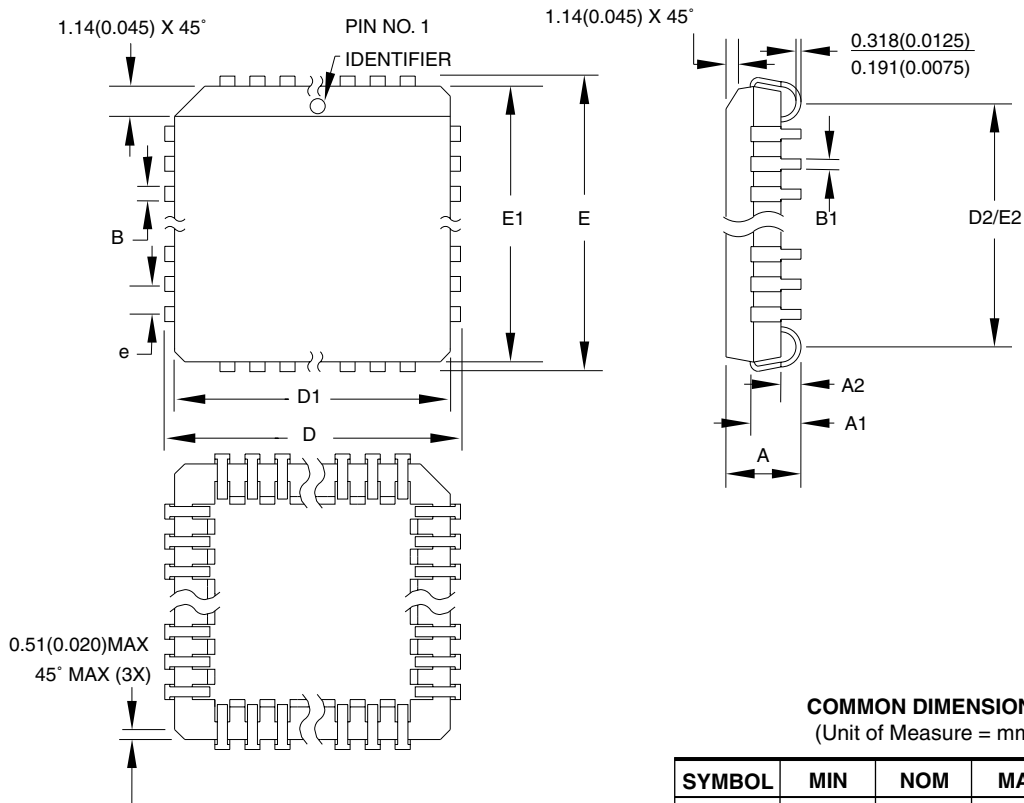 1.14(0.045) X 45˚
PIN NO. 1
IDENTIFIER
1.14(0.045) X 45˚
0.318(0.0125)
0.191(0.0075)
E1
E
B
e
B1
D2/E2
D1
D
A2
A1
A
0.51(0.020)MAX
45˚ MAX (3X)
COMMON DIMENSION
(Unit of Measure = mm
SYMBOL MIN NOM MA